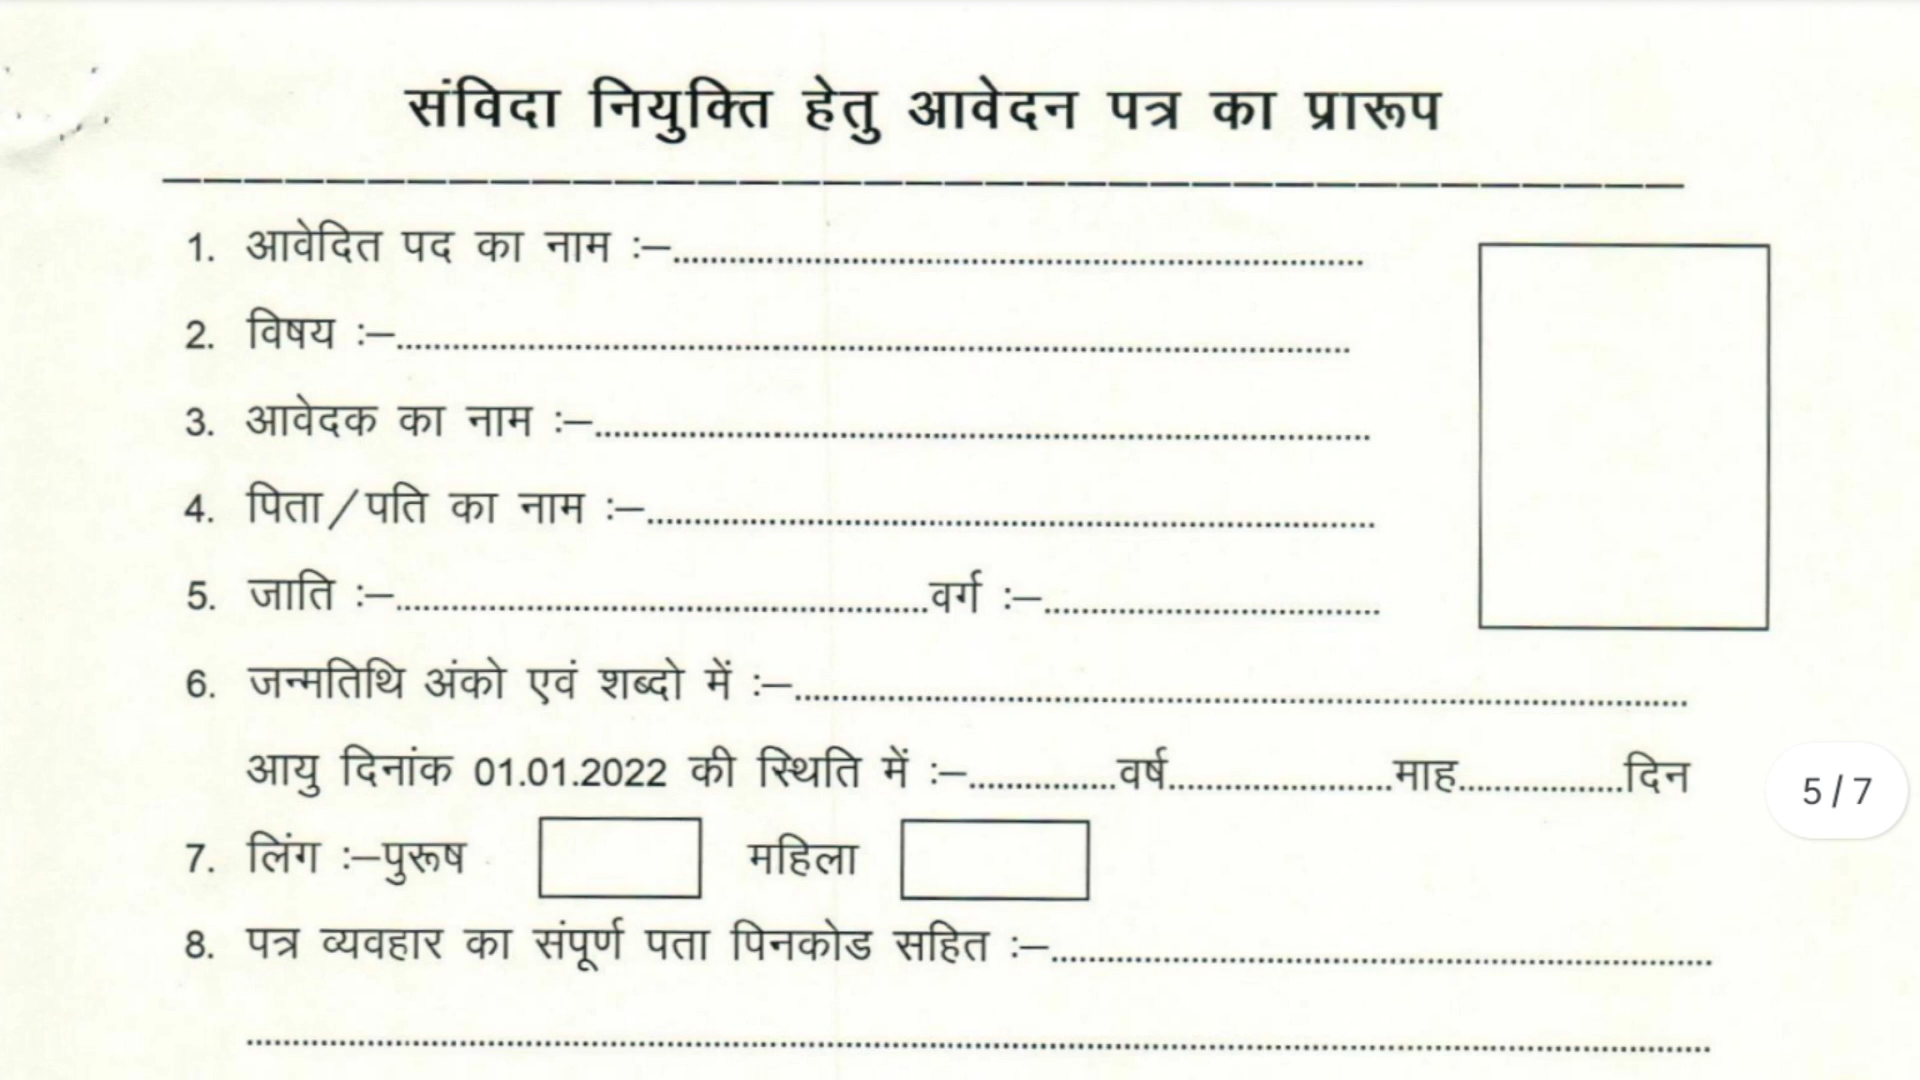 संविदा नियुक्ति हेतु आवेदन पत्र का प्रारूप
1. आवेदित पद का नाम :–....................................
2. विषय :–....................................
3. आवेदक का नाम :–....................................
4. पिता/पति का नाम :–....................................
5. जाति :–....................................वर्ग :–....................................
6. जन्मतिथि अंको एवं शब्दो में :–....................................
आयु दिनांक 01.01.2022 की स्थिति में :–..............वर्ष......................माह................दिन
5/7
7. लिंग :–पुरूष महिला
8. पत्र व्यवहार का संपूर्ण पता पिनकोड सहित :–....................................